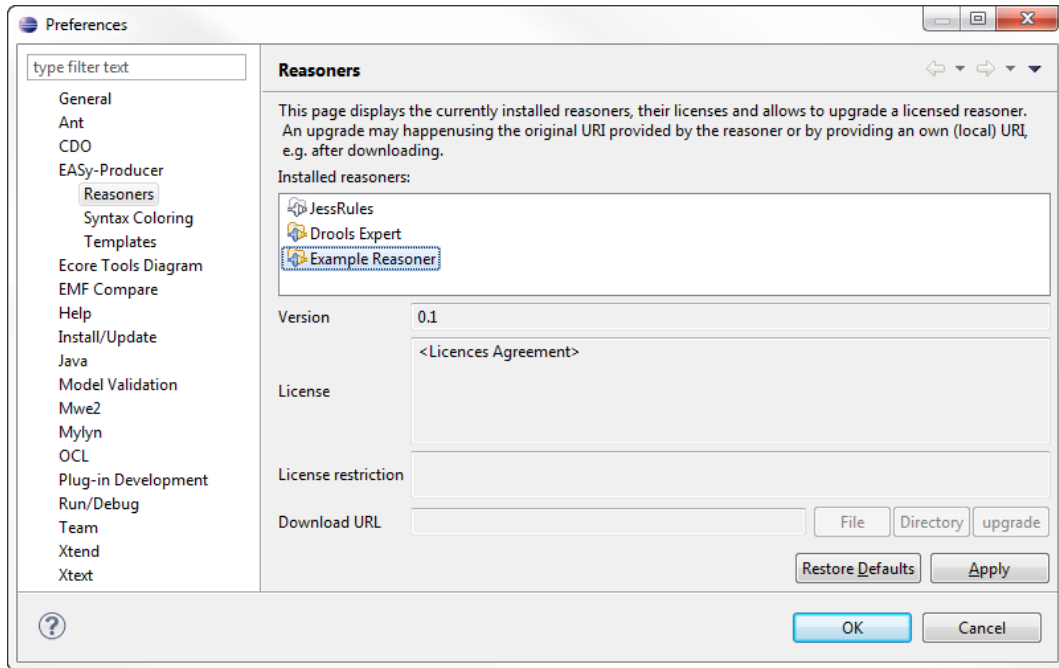 Preferences
type filter text
General
Ant
CDO
EASy-Producer
Reasoners
Syntax Coloring
Templates
Ecore Tools Diagram
EMF Compare
Help
Install/Update
Java
Model Validation
Mwe2
Mylyn
OCL
Plug-in Development
Run/Debug
Team
Xtend
Xtext
Reasoners
This page displays the currently installed reasoners, their licenses and allows to upgrade a licensed reasoner.
An upgrade may happenusing the original URI provided by the reasoner or by providing an own (local) URI,
e.g. after downloading.
Installed reasoners:
JessRules
Drools Expert
Example Reasoner
Version 0.1
License <Licences Agreement>
License restriction
Download URL File Directory upgrade
Restore Defaults Apply
OK Cancel